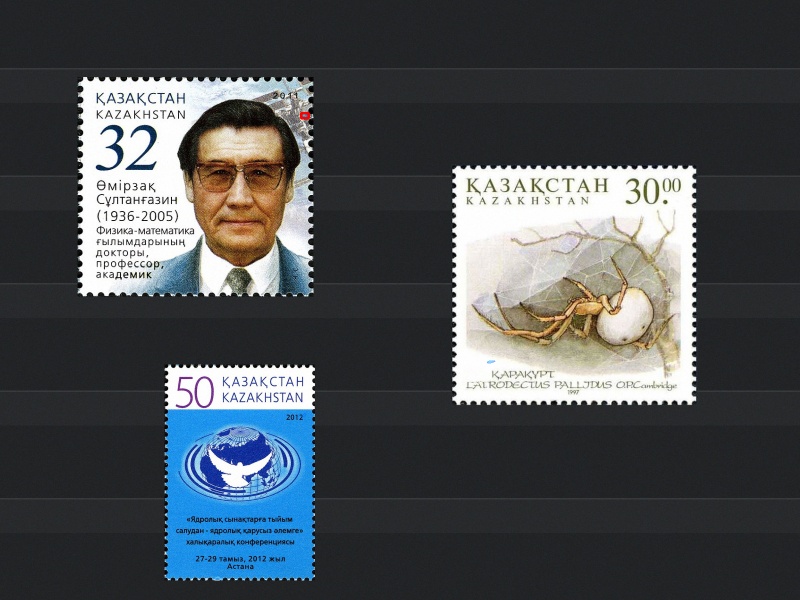 ҚАЗАҚСТАН
KAZAKHSTAN
2011
32
Өмірзақ
Сұлтанғазин
(1936-2005)
Физика-математика
ғылымдарының
докторы,
профессор,
академик
ҚАЗАҚСТАН 30.00
KAZAKHSTAN
ҚАРАҚҰРТ
LATRODECTUS PALLIDUS O.P.Cambridge
1997
50 ҚАЗАҚСТАН
KAZAKHSTAN
2012
«Ядролық сынақтарға тыйым
салудан - ядролық қарусыз әлемге»
халықаралық конференциясы
27-29 тамыз, 2012 жыл
Астана